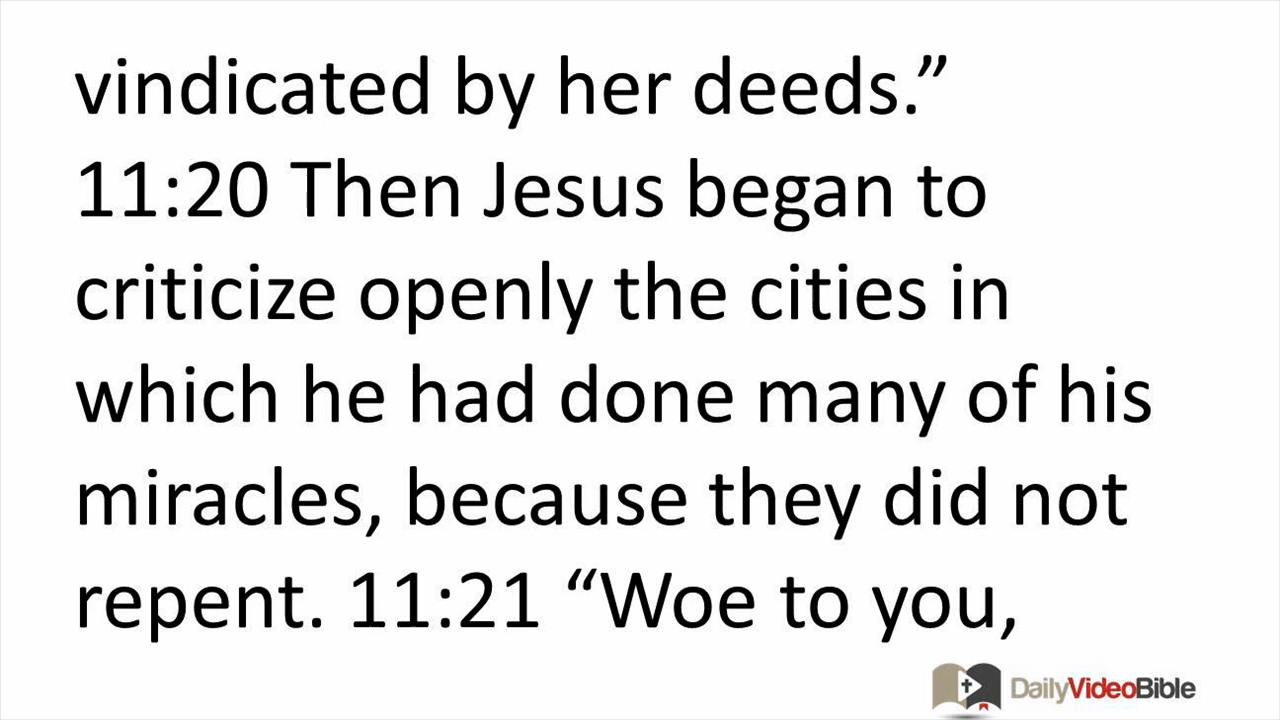 vindicated by her deeds.”
11:20 Then Jesus began to
criticize openly the cities in
which he had done many of his
miracles, because they did not
repent. 11:21 “Woe to you,
DailyVideoBible